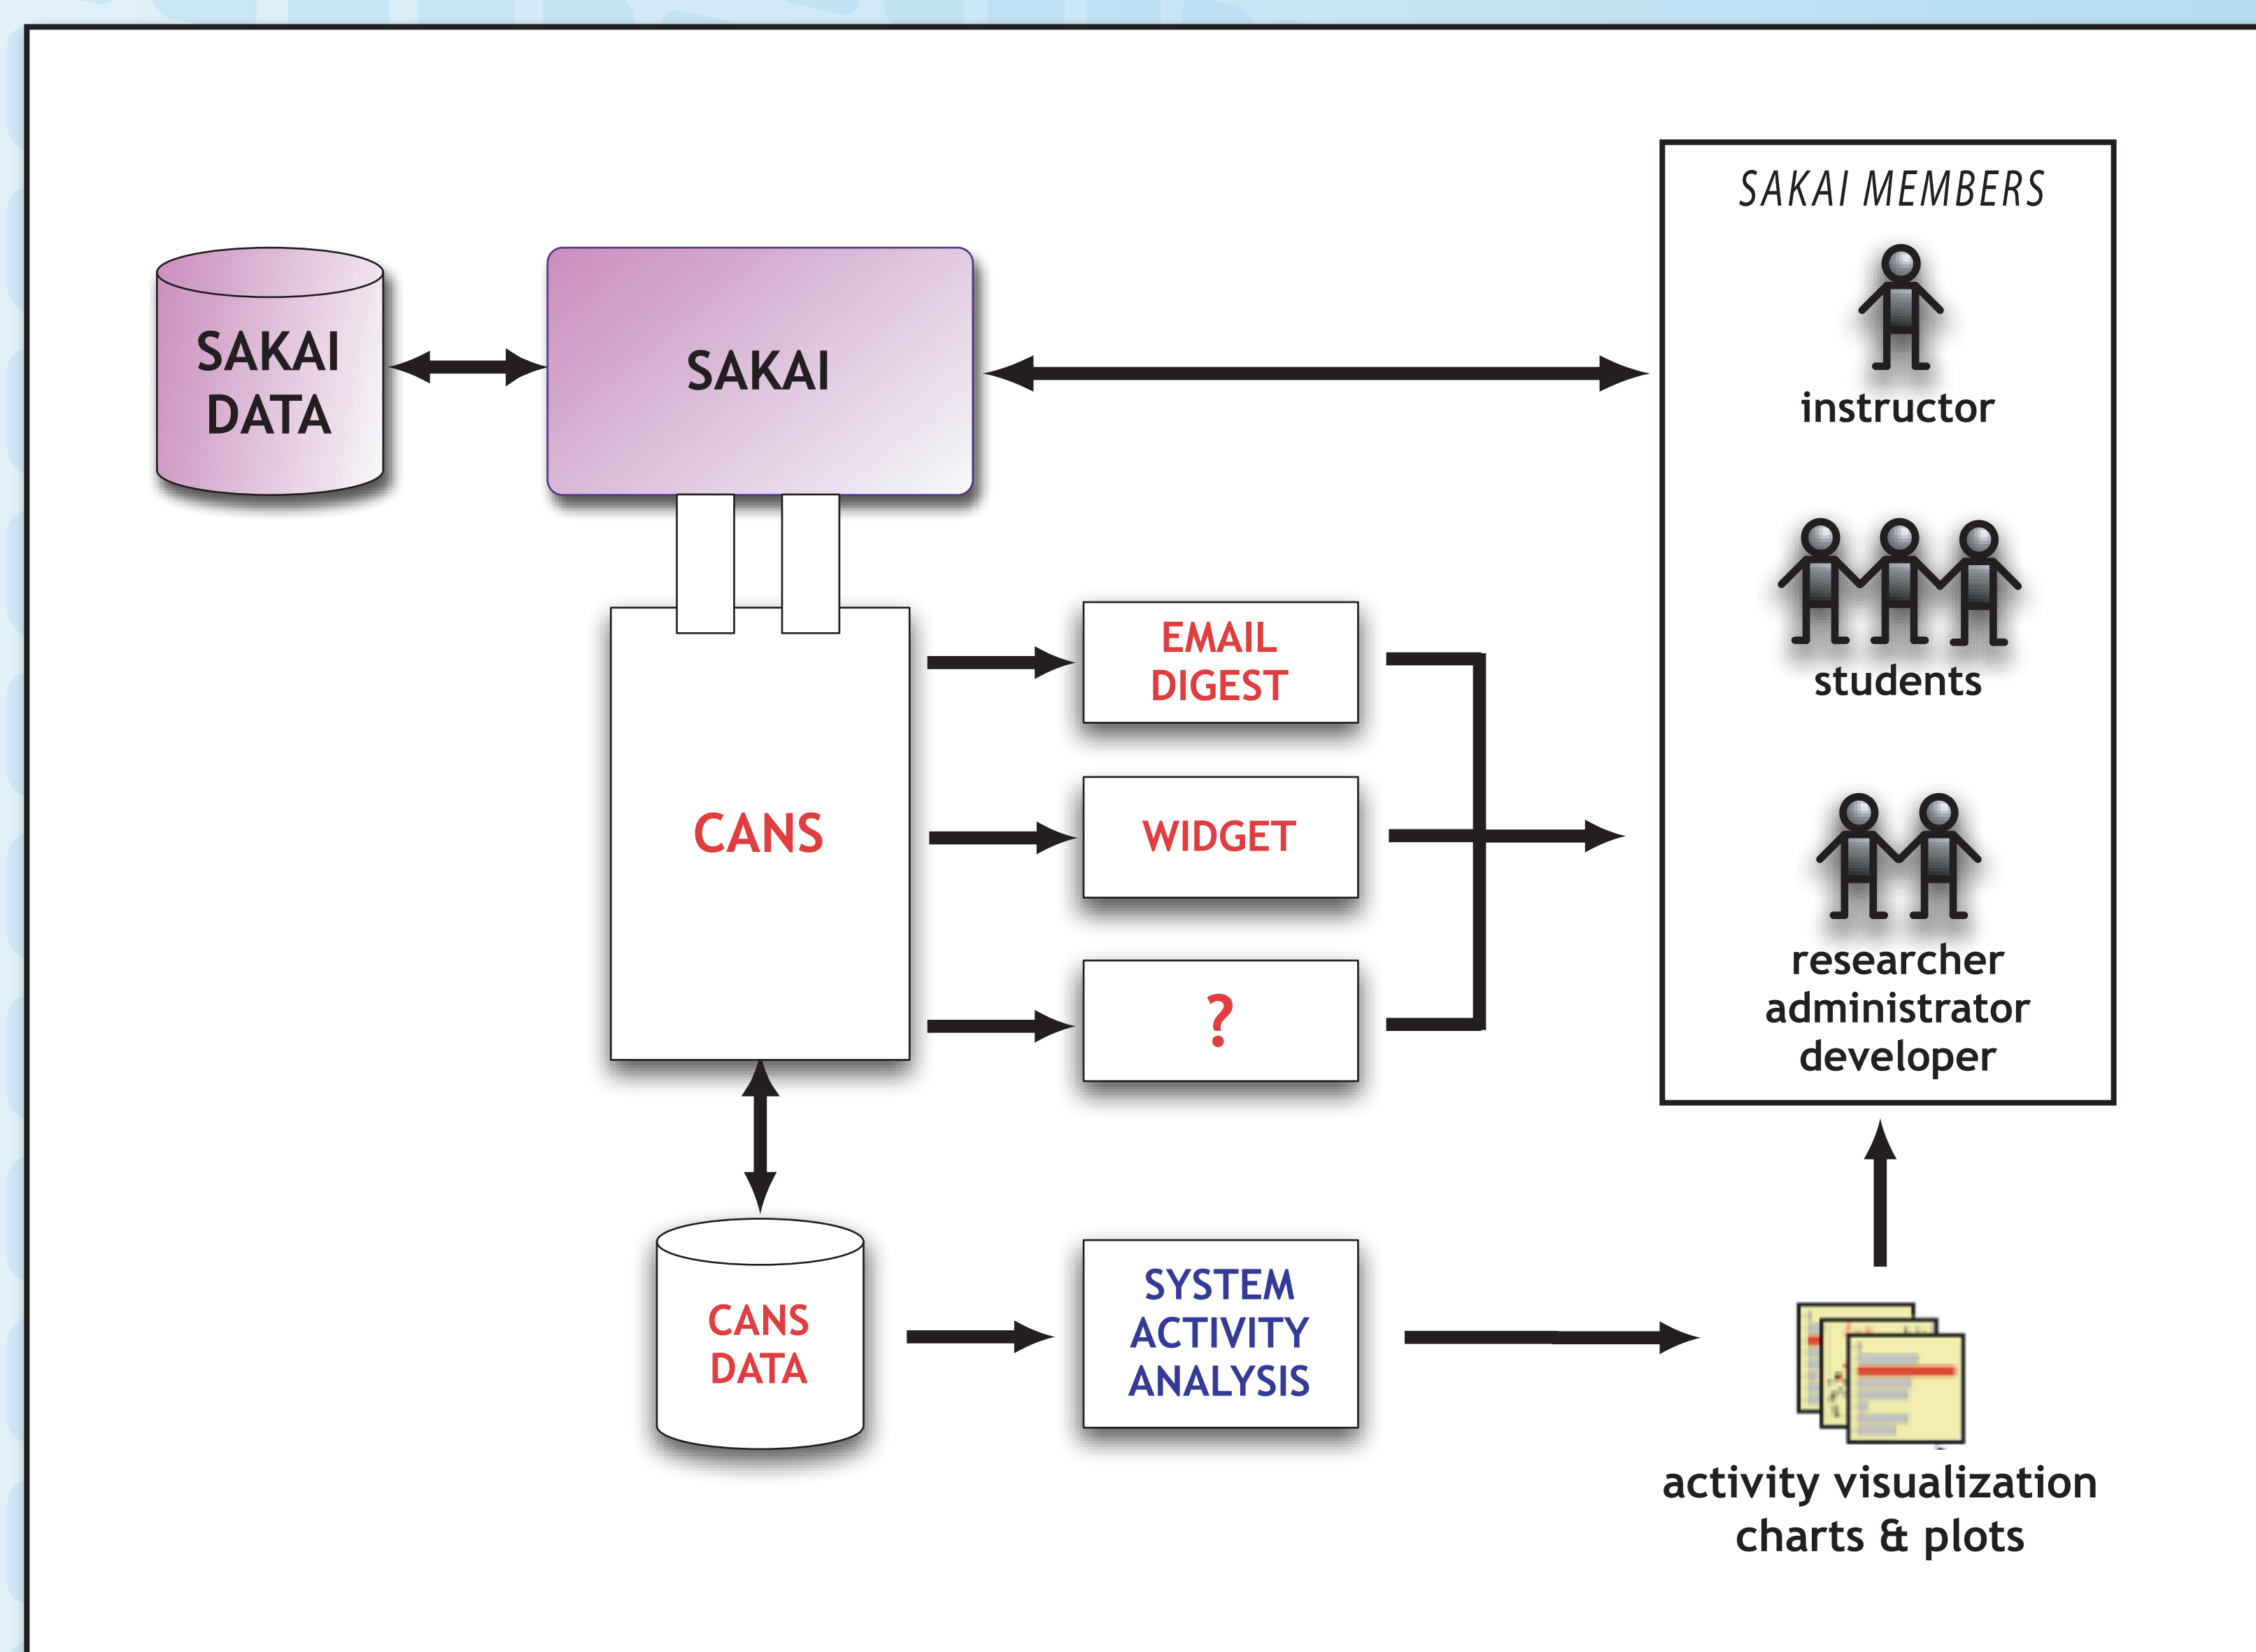 SAKAI MEMBERS
SAKAI
DATA
SAKAI
instructor
students
EMAIL
DIGEST
CANS
WIDGET
?
researcher
administrator
developer
CANS
DATA
SYSTEM
ACTIVITY
ANALYSIS
activity visualization
charts & plots